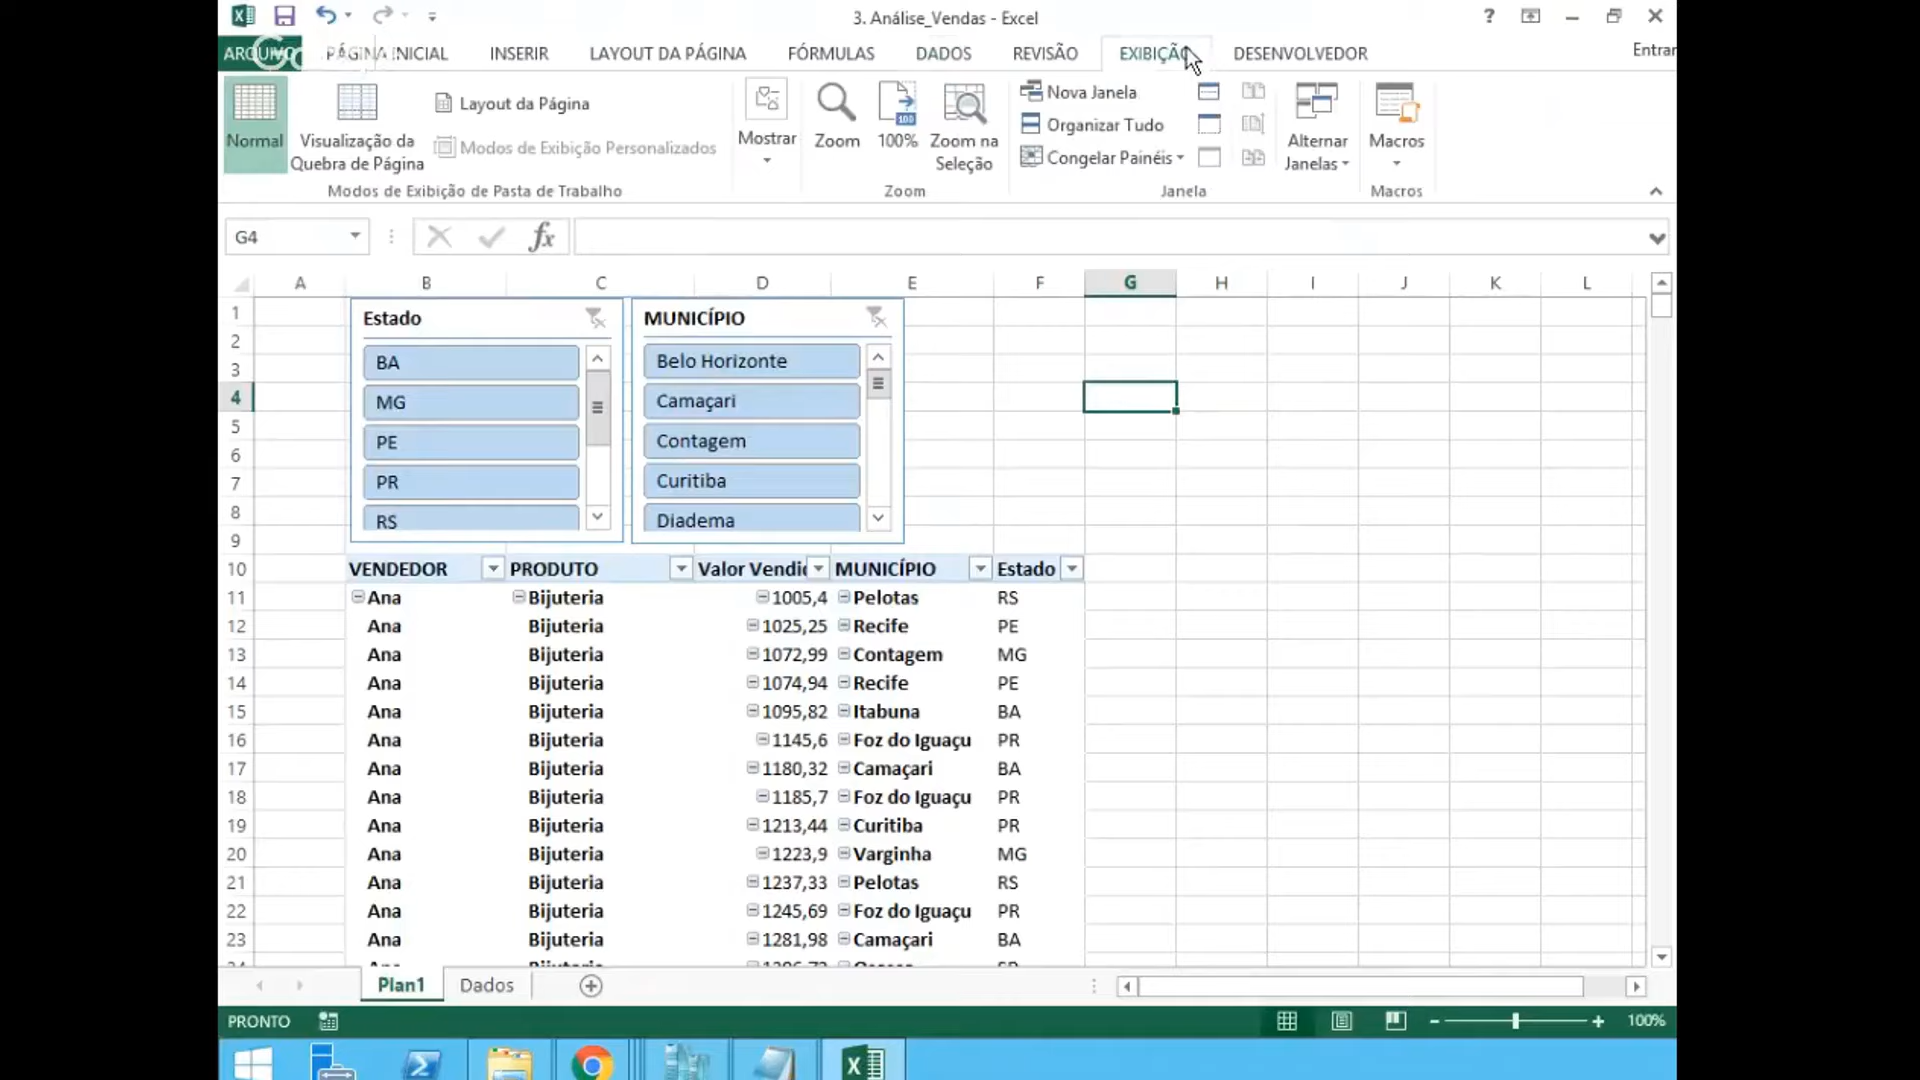 3. Análise_Vendas - Excel
?
ARQUIVO PÁGINA INICIAL INSERIR LAYOUT DA PÁGINA FÓRMULAS DADOS REVISÃO EXIBIÇÃO DESENVOLVEDOR Entrar
Normal
Visualização da
Quebra de Página
Layout da Página
Modos de Exibição Personalizados
Modos de Exibição de Pasta de Trabalho
Mostrar
Zoom
100%
Zoom na
Seleção
Zoom
Nova Janela
Organizar Tudo
Congelar Painéis
Alternar
Janelas
Janela
Macros
Macros
G4
fx
A B C D E F G H I J K L
Estado
BA
MG
PE
PR
RS
MUNICÍPIO
Belo Horizonte
Camaçari
Contagem
Curitiba
Diadema
1
2
3
4
5
6
7
8
9
10 VENDEDOR PRODUTO Valor Vendi MUNICÍPIO Estado
11 Ana Bijuteria 1005,4 Pelotas RS
12 Ana Bijuteria 1025,25 Recife PE
13 Ana Bijuteria 1072,99 Contagem MG
14 Ana Bijuteria 1074,94 Recife PE
15 Ana Bijuteria 1095,82 Itabuna BA
16 Ana Bijuteria 1145,6 Foz do Iguaçu PR
17 Ana Bijuteria 1180,32 Camaçari BA
18 Ana Bijuteria 1185,7 Foz do Iguaçu PR
19 Ana Bijuteria 1213,44 Curitiba PR
20 Ana Bijuteria 1223,9 Varginha MG
21 Ana Bijuteria 1237,33 Pelotas RS
22 Ana Bijuteria 1245,69 Foz do Iguaçu PR
23 Ana Bijuteria 1281,98 Camaçari BA
Plan1 Dados
PRONTO 100%